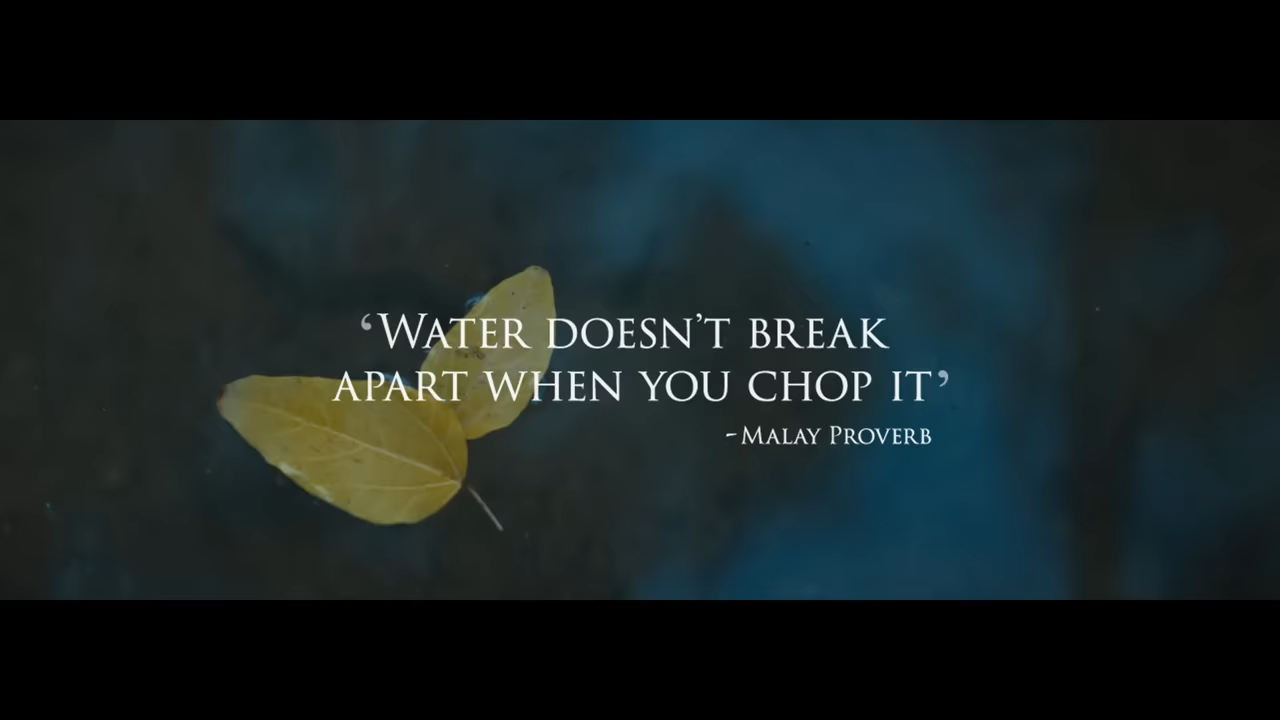 ‘Water doesn’t break
apart when you chop it’
-Malay Proverb